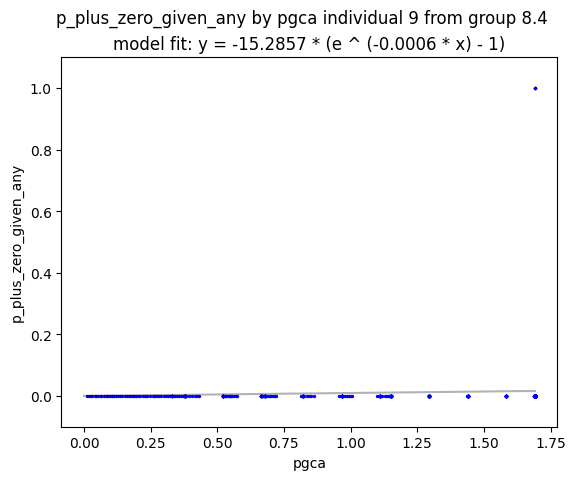 p_plus_zero_given_any by pgca individual 9 from group 8.4
model fit: y = -15.2857 * (e ^ (-0.0006 * x) - 1)
1.0
0.8
0.6
0.4
0.2
0.0
p_plus_zero_given_any
0.00 0.25 0.50 0.75 1.00 1.25 1.50 1.75
pgca